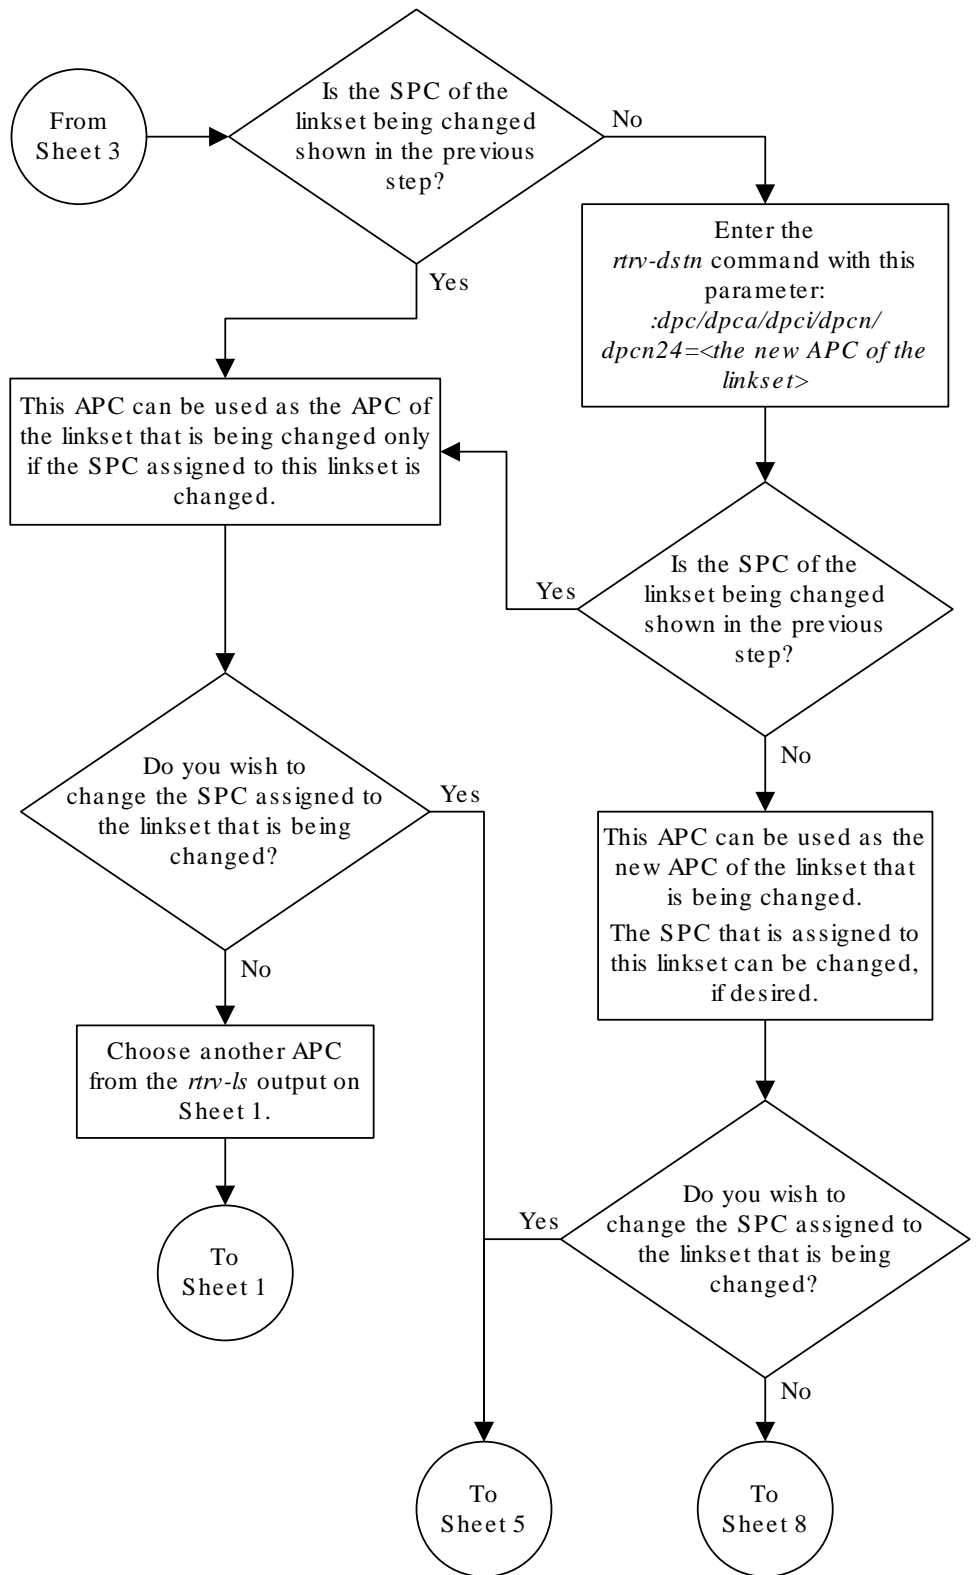 From
Sheet 3
Is the SPC of the
linkset being changed
shown in the previous
step?
No
Yes
Enter the
rtrv-dstn command with this
parameter:
:dpc/dpca/dpci/dpcn/
dpcn24=<the new APC of the
linkset>
This APC can be used as the APC of
the linkset that is being changed only
if the SPC assigned to this linkset is
changed.
Is the SPC of the
linkset being changed
shown in the previous
step?
Yes
No
Do you wish to
change the SPC assigned to
the linkset that is being
changed?
Yes
No
This APC can be used as the
new APC of the linkset that
is being changed.
The SPC that is assigned to
this linkset can be changed,
if desired.
Choose another APC
from the rtrv-ls output on
Sheet 1.
To
Sheet 1
Do you wish to
change the SPC assigned to
the linkset that is being
changed?
Yes
No
To
Sheet 5
To
Sheet 8